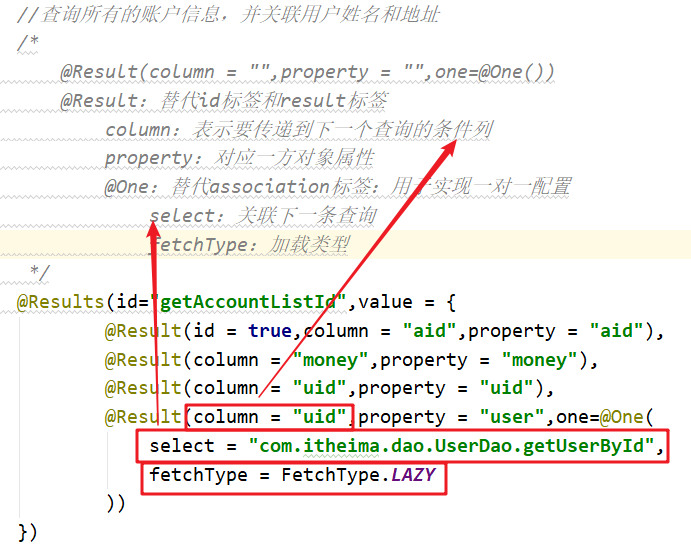 //查询所有的账户信息，并关联用户姓名和地址
/*
@Result(column = "",property = "",one=@One())
@Result：替代id标签和result标签
column：表示要传递到下一个查询的条件列
property：对应一方对象属性
@One：替代association标签：用于实现一对一配置
select：关联下一条查询
fetchType：加载类型
*/
@Results(id="getAccountListId",value = {
@Result(id = true,column = "aid",property = "aid"),
@Result(column = "money",property = "money"),
@Result(column = "uid",property = "uid"),
@Result(column = "uid",property = "user",one=@One(
select = "com.itheima.dao.UserDao.getUserById",
fetchType = FetchType.LAZY
))
})